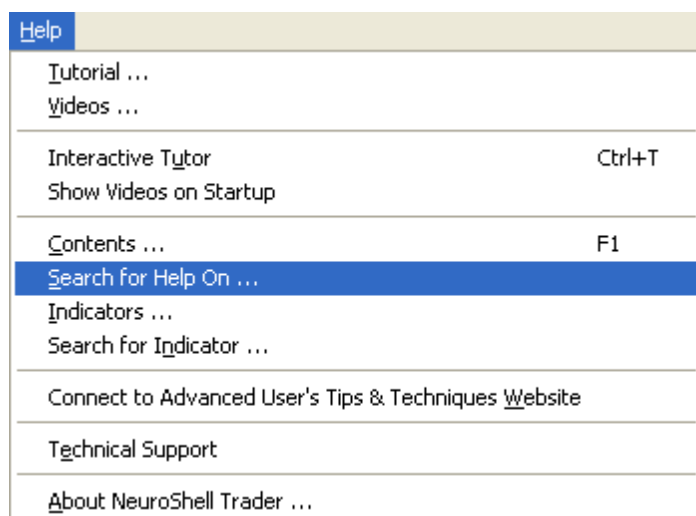 Help
Tutorial ...
Videos ...
Interactive Tutor Ctrl+T
Show Videos on Startup
Contents ... F1
Search for Help On ...
Indicators ...
Search for Indicator ...
Connect to Advanced User's Tips & Techniques Website
Technical Support
About NeuroShell Trader ...